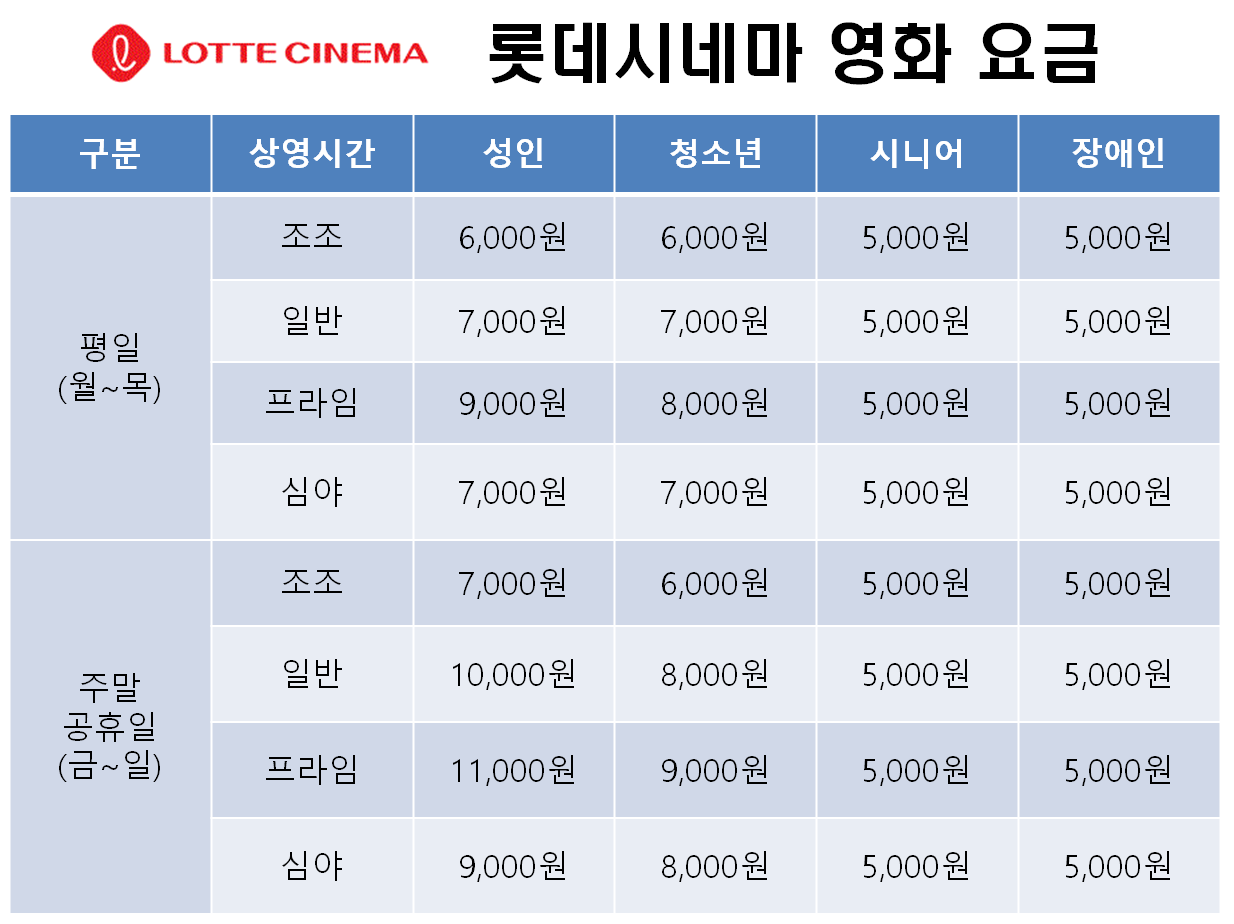 LOTTE CINEMA 롯데시네마 영화 요금
구분 상영시간 성인 청소년 시니어 장애인
평일
(월~목)
조조 6,000원 6,000원 5,000원 5,000원
일반 7,000원 7,000원 5,000원 5,000원
프라임 9,000원 8,000원 5,000원 5,000원
심야 7,000원 7,000원 5,000원 5,000원
주말
공휴일
(금~일)
조조 7,000원 6,000원 5,000원 5,000원
일반 10,000원 8,000원 5,000원 5,000원
프라임 11,000원 9,000원 5,000원 5,000원
심야 9,000원 8,000원 5,000원 5,000원